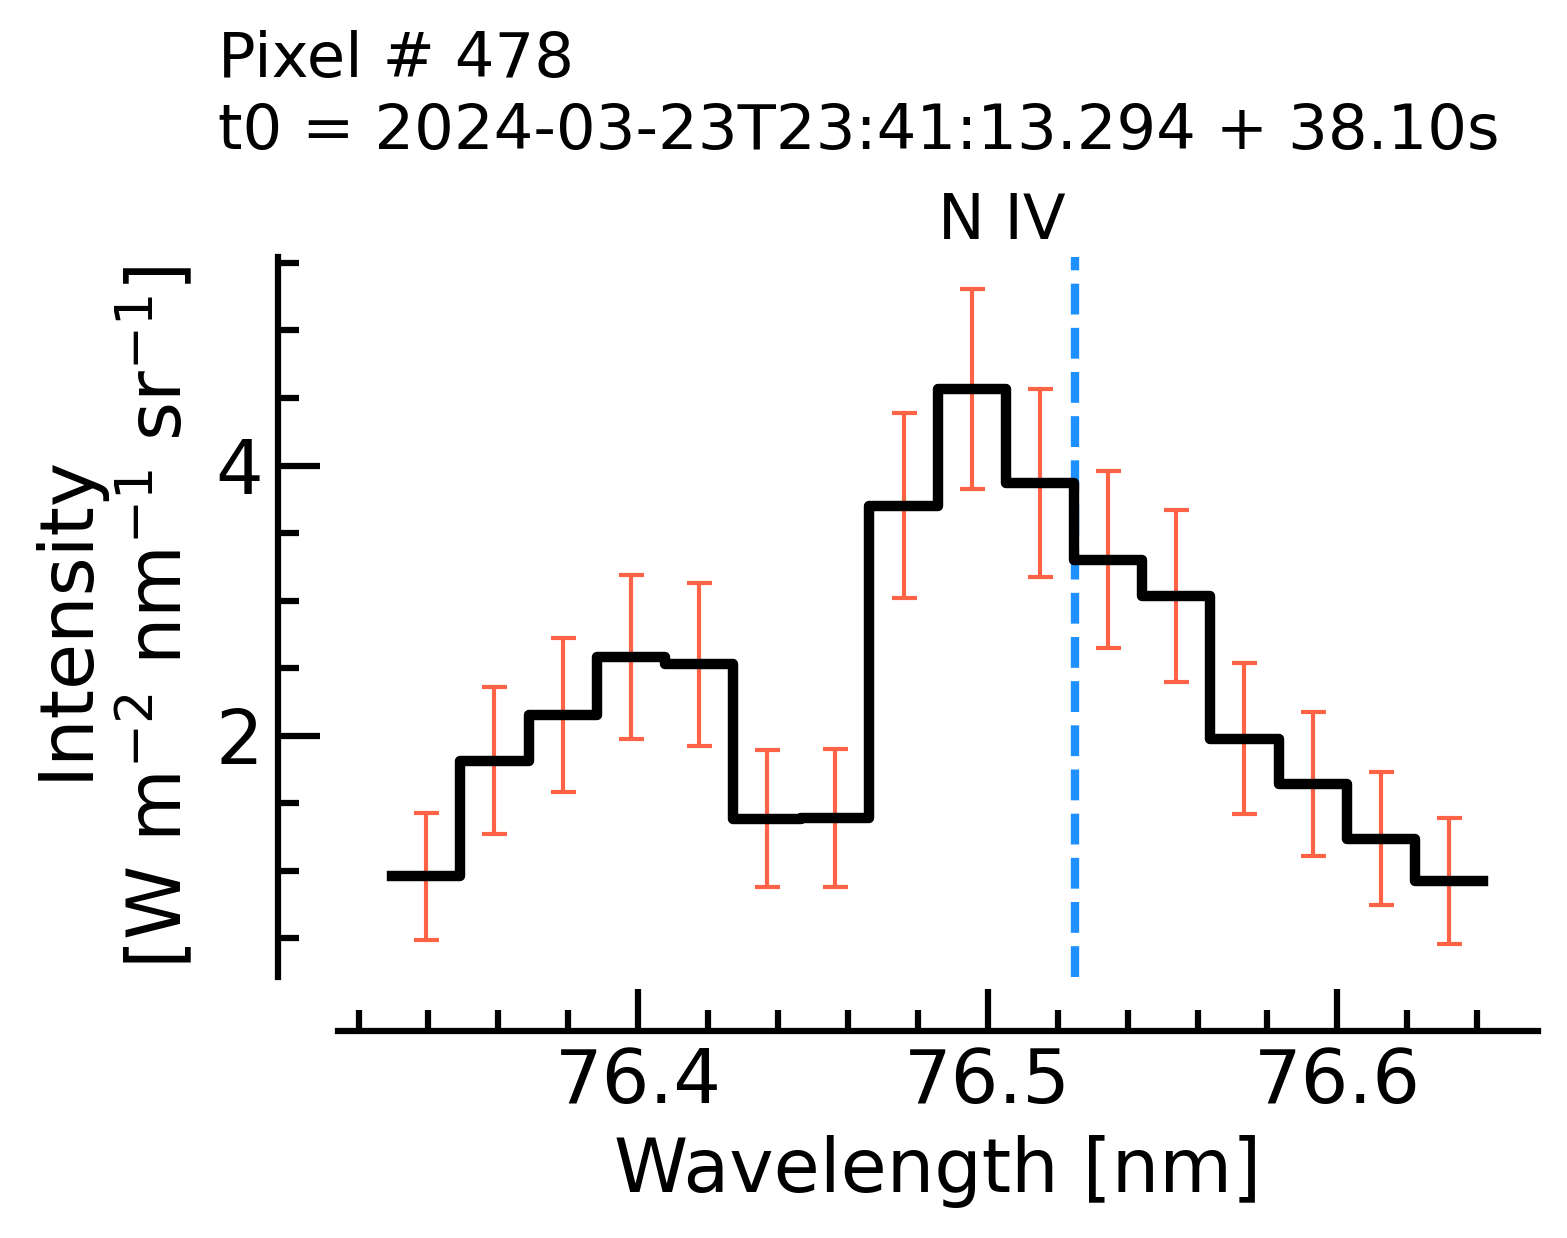 Pixel # 478
t0 = 2024-03-23T23:41:13.294 + 38.10s
N IV
Intensity
[W m⁻² nm⁻¹ sr⁻¹]
4
2
76.4 76.5 76.6
Wavelength [nm]